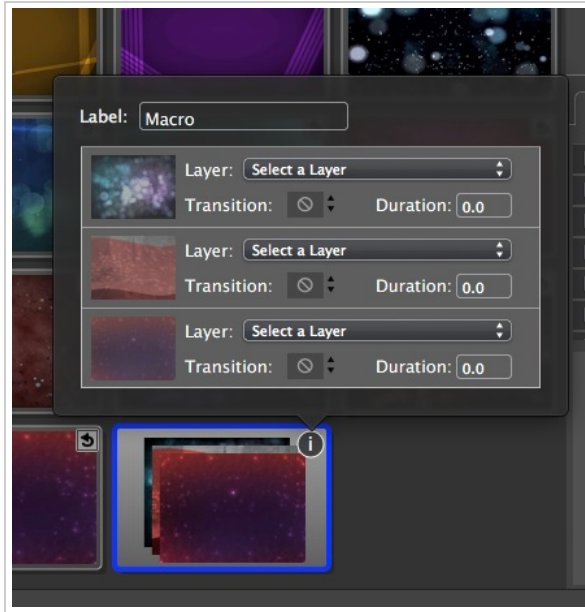 Label: Macro
Layer: Select a Layer
Transition: Duration: 0.0
Layer: Select a Layer
Transition: Duration: 0.0
Layer: Select a Layer
Transition: Duration: 0.0
i